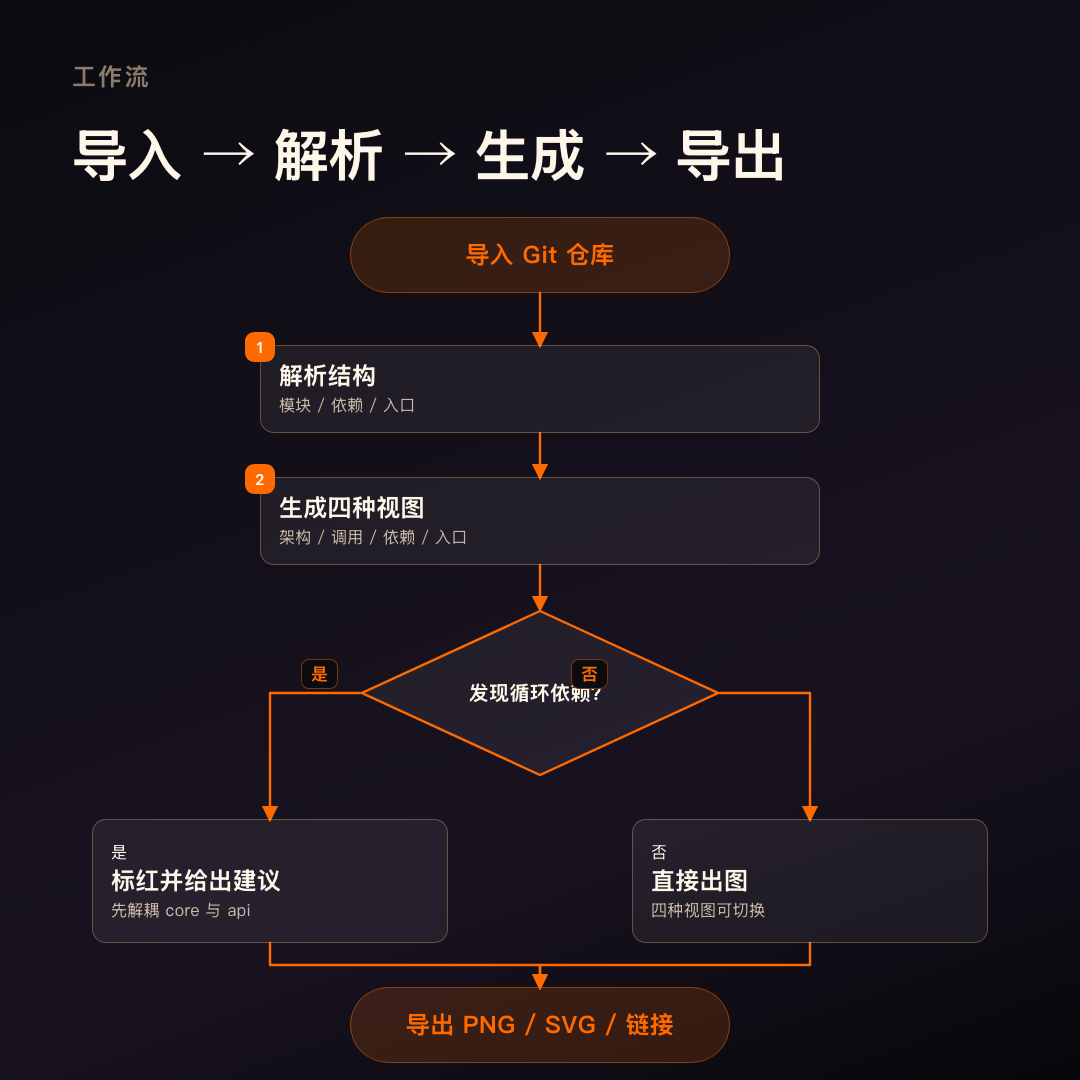 工作流
导入 → 解析 → 生成 → 导出
导入 Git 仓库
1
解析结构
模块 / 依赖 / 入口
2
生成四种视图
架构 / 调用 / 依赖 / 入口
是
否
发现循环依赖?
是
标红并给出建议
先解耦 core 与 api
否
直接出图
四种视图可切换
导出 PNG / SVG / 链接